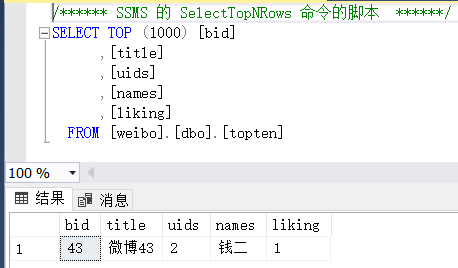 /****** SSMS 的 SelectTopNRows 命令的脚本  ******/
SELECT TOP (1000) [bid]
,[title]
,[uids]
,[names]
,[liking]
FROM [weibo].[dbo].[topten]
100 %
结果 消息
bid title uids names liking
1 43 微博43 2 钱二 1